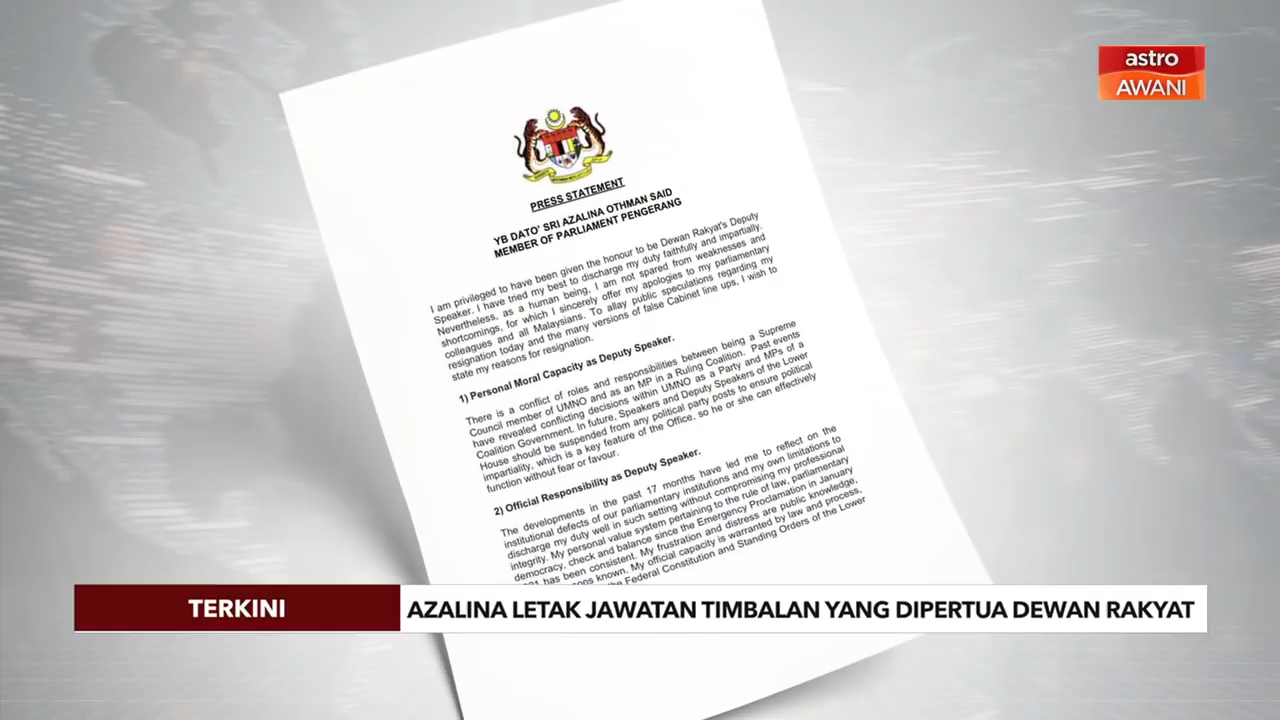 astro
AWANI
PRESS STATEMENT
YB DATO' SRI AZALINA OTHMAN SAID
MEMBER OF PARLIAMENT PENGERANG
I am privileged to have been given the honour to be Dewan Rakyat's Deputy
Speaker. I have tried my best to discharge my duty faithfully and impartially.
Nevertheless, as a human being, I am not spared from weaknesses and
shortcomings, for which I sincerely offer my apologies to my parliamentary
colleagues and all Malaysians. To allay public speculations regarding my
resignation today and the many versions of false Cabinet line ups, I wish to
state my reasons for resignation.
1) Personal Moral Capacity as Deputy Speaker.
There is a conflict of roles and responsibilities between being a Supreme
Council member of UMNO and as an MP in a Ruling Coalition. Past events
have revealed conflicting decisions within UMNO as a Party and MPs of a
Coalition Government. In future, Speakers and Deputy Speakers of the Lower
House should be suspended from any political party posts to ensure political
impartiality, which is a key feature of the Office, so he or she can effectively
function without fear or favour.
2) Official Responsibility as Deputy Speaker.
The developments in the past 17 months have led me to reflect on the
institutional defects of our parliamentary institutions and my own limitations to
discharge my duty well in such setting without compromising my professional
integrity. My personal value system pertaining to the rule of law, parliamentary
democracy, check and balance since the Emergency Proclamation in January
has been consistent. My frustration and distress are public knowledge,
known. My official capacity is warranted by law and process,
the Federal Constitution and Standing Orders of the Lower
TERKINI
AZALINA LETAK JAWATAN TIMBALAN YANG DIPERTUA DEWAN RAKYAT